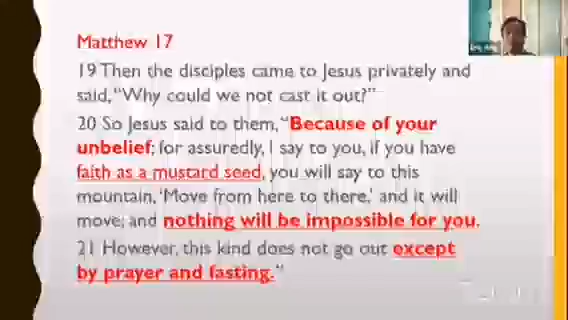 Matthew 17
19 Then the disciples came to Jesus privately and
said, “Why could we not cast it out?”
20 So Jesus said to them, “Because of your
unbelief; for assuredly, I say to you, if you have
faith as a mustard seed, you will say to this
mountain, ‘Move from here to there,’ and it will
move; and nothing will be impossible for you.
21 However, this kind does not go out except
by prayer and fasting.”